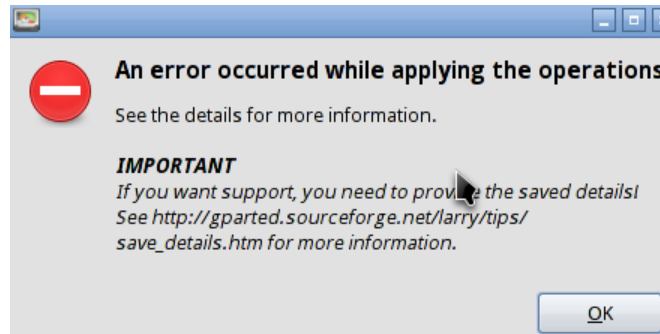 An error occurred while applying the operations
See the details for more information.
IMPORTANT
If you want support, you need to provide the saved details!
See http://gparted.sourceforge.net/larry/tips/
save_details.htm for more information.
OK